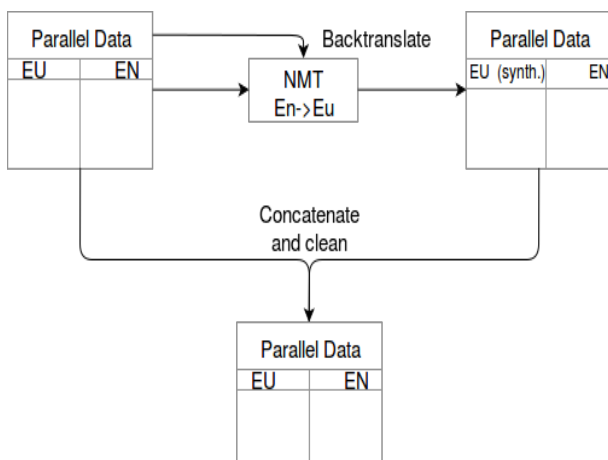 Parallel Data
EU EN
Backtranslate
NMT
En->Eu
Parallel Data
EU (synth.) EN
Concatenate
and clean
Parallel Data
EU EN